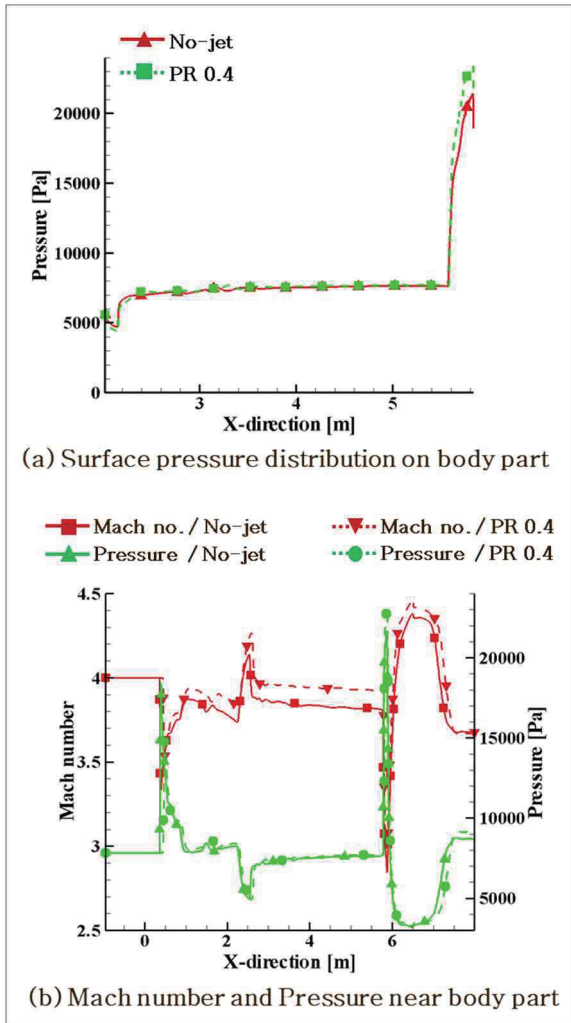 No-jet
PR 0.4
20000
15000
10000
5000
0
Pressure [Pa]
3 4 5
X-direction [m]
(a) Surface pressure distribution on body part
Mach no./No-jet Mach no./PR 0.4
Pressure /No-jet Pressure /PR 0.4
4.5
4
3.5
3
2.5
Mach number
20000
15000
10000
5000
Pressure [Pa]
0 2 4 6
X-direction [m]
(b) Mach number and Pressure near body part